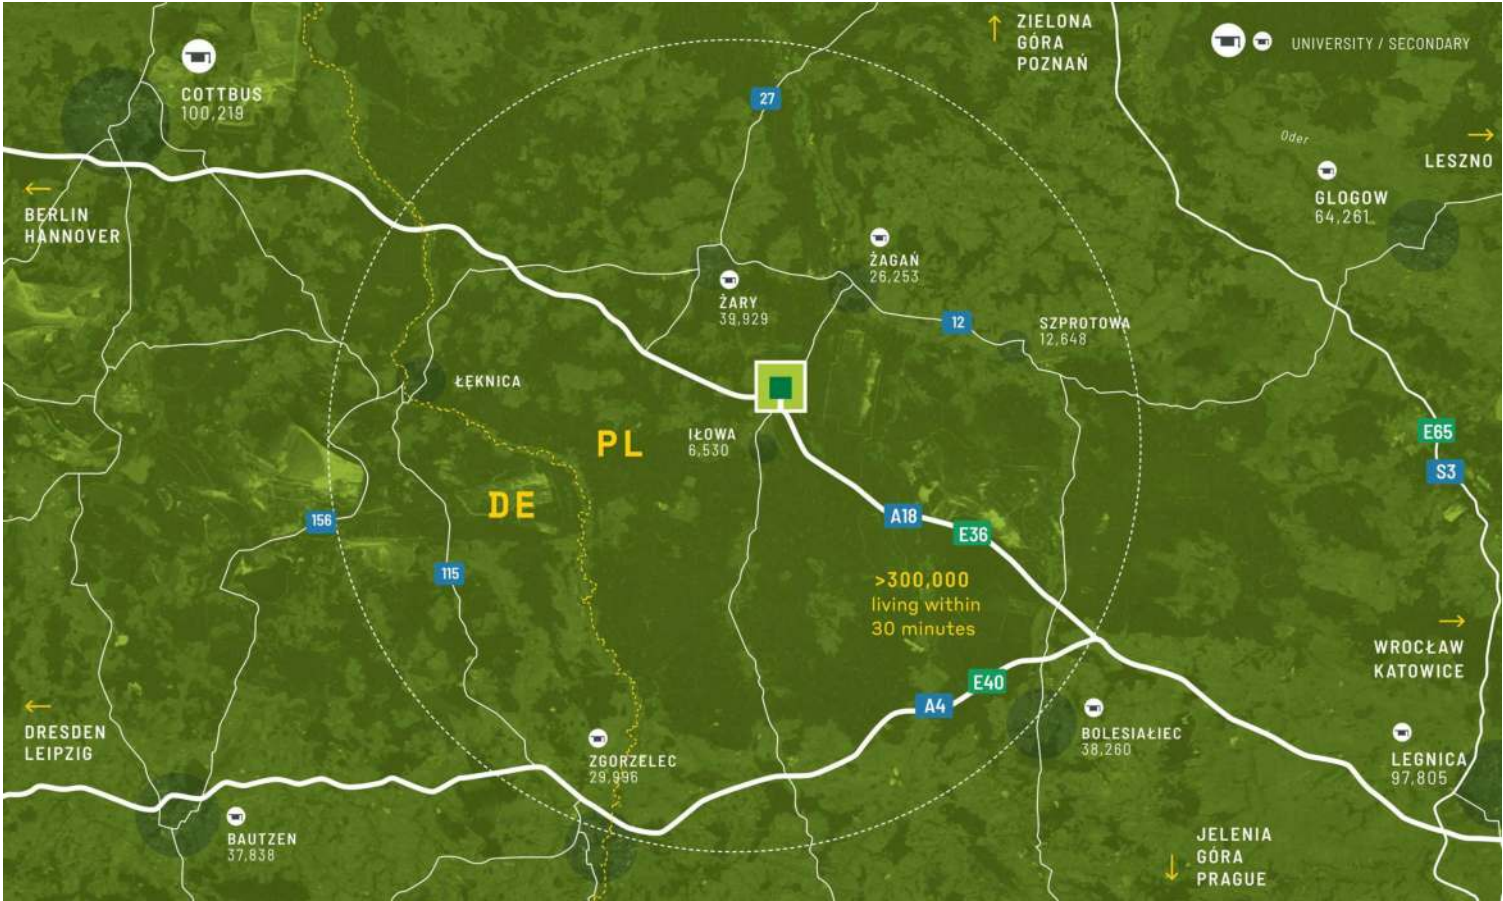 COTTBUS
100,219
27
ZIELONA
GÓRA
POZNAŃ
UNIVERSITY / SECONDARY
Oder
LESZNO
GLOGOW
64,261
BERLIN
HANNOVER
ŻAGAŃ
26,253
ŻARY
39,929
12
SZPROTOWA
12,648
ŁĘKNICA
IŁOWA
6,530
PL
DE
E65
S3
156
A18
E36
115
>300,000
living within
30 minutes
WROCŁAW
KATOWICE
E40
A4
DRESDEN
LEIPZIG
ZGORZELEC
29,996
BOLESIAŁIEC
38,260
LEGNICA
97,805
BAUTZEN
37,838
JELENIA
GÓRA
PRAGUE